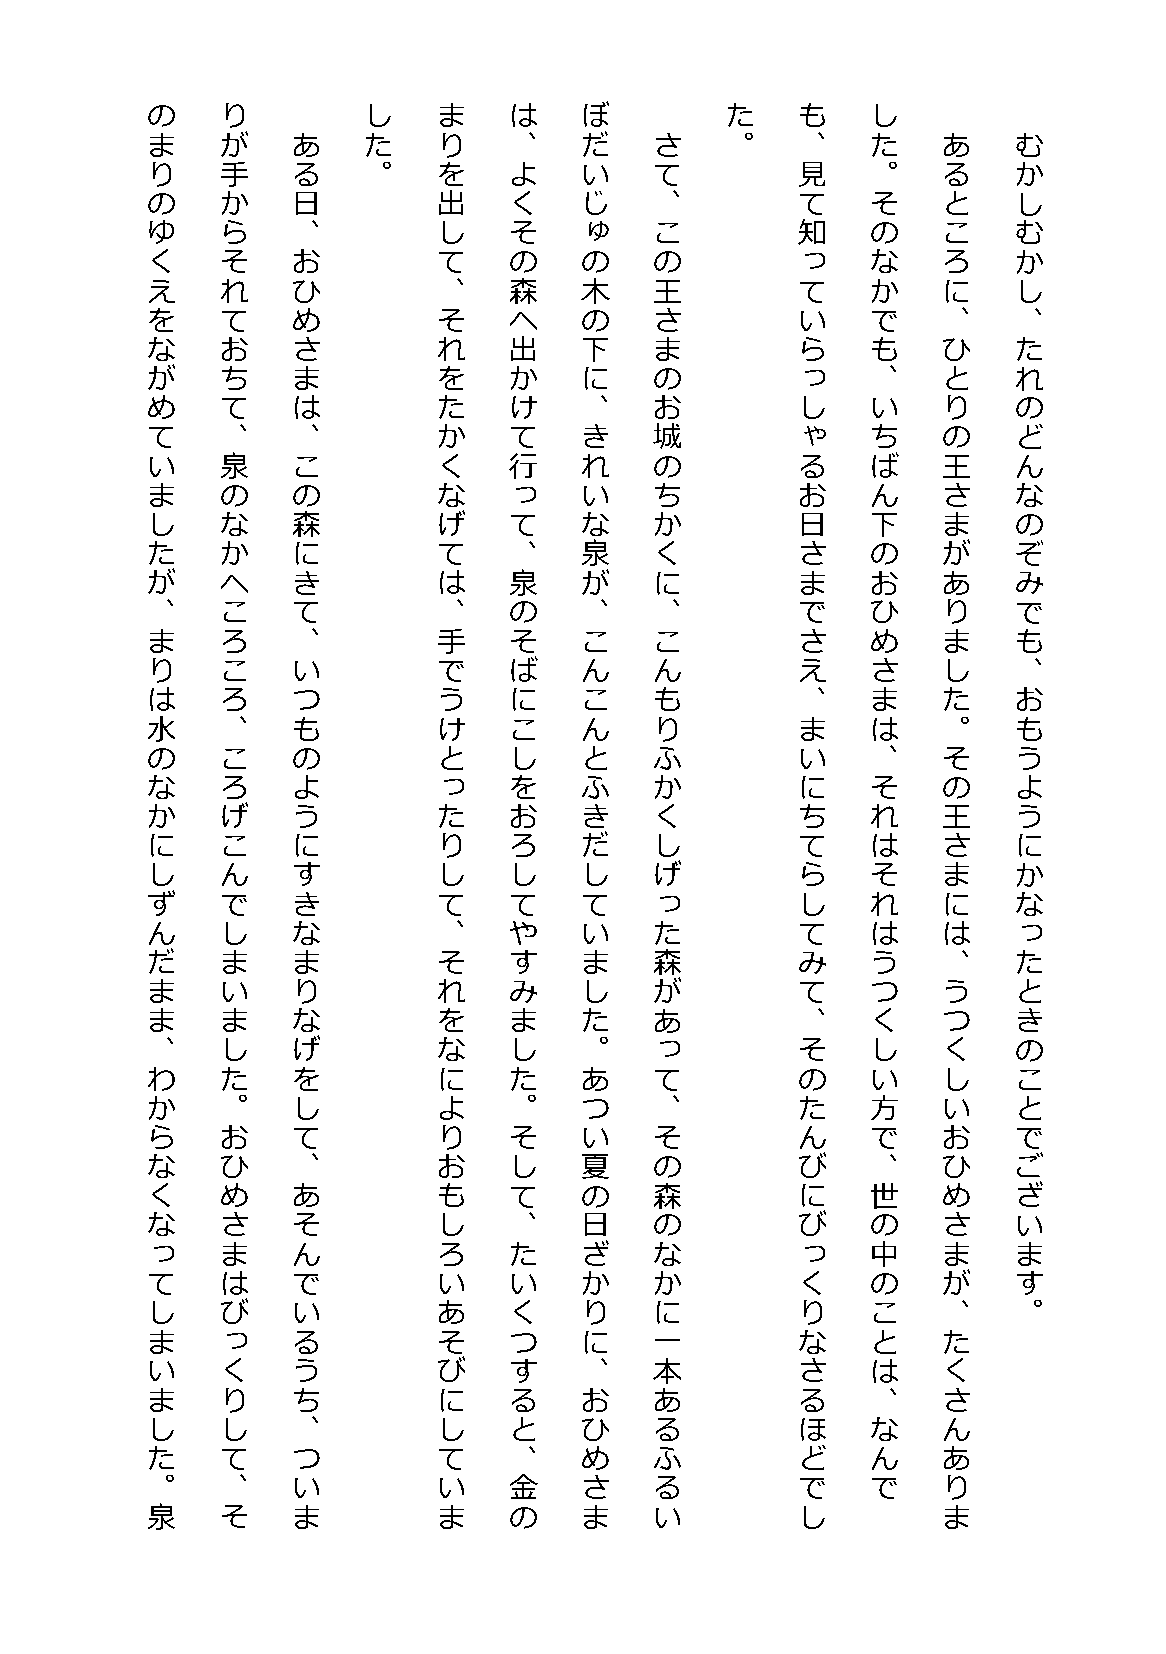 むかしむかし、たれのどんなのぞみでも、おもうようにかなったときのことでございます。
あるところに、ひとりの王さまがありました。その王さまには、うつくしいおひめさまが、たくさんありま
した。そのなかでも、いちばん下のおひめさまは、それはそれはうつくしい方で、世の中のことは、なんで
も、見て知っていらっしゃるお日さまでさえ、まいにちてらしてみて、そのたんびにびっくりなさるほどでし
た。
さて、この王さまのお城のちかくに、こんもりふかくしげった森があって、その森のなかに一本あるふるい
ぼだいじゅの木の下に、きれいな泉が、こんこんとふきだしていました。あつい夏の日ざかりに、おひめさま
は、よくその森へ出かけて行って、泉のそばにこしをおろしてやすみました。そして、たいくつすると、金の
まりを出して、それをたかくなげては、手でうけとったりして、それをなによりおもしろいあそびにしていま
した。
ある日、おひめさまは、この森にきて、いつものようにすきなまりなげをして、あそんでいるうち、ついま
りが手からそれておちて、泉のなかへころころ、ころげこんでしまいました。おひめさまはびっくりして、そ
のまりのゆくえをながめていましたが、まりは水のなかにしずんだまま、わからなくなってしまいました。泉